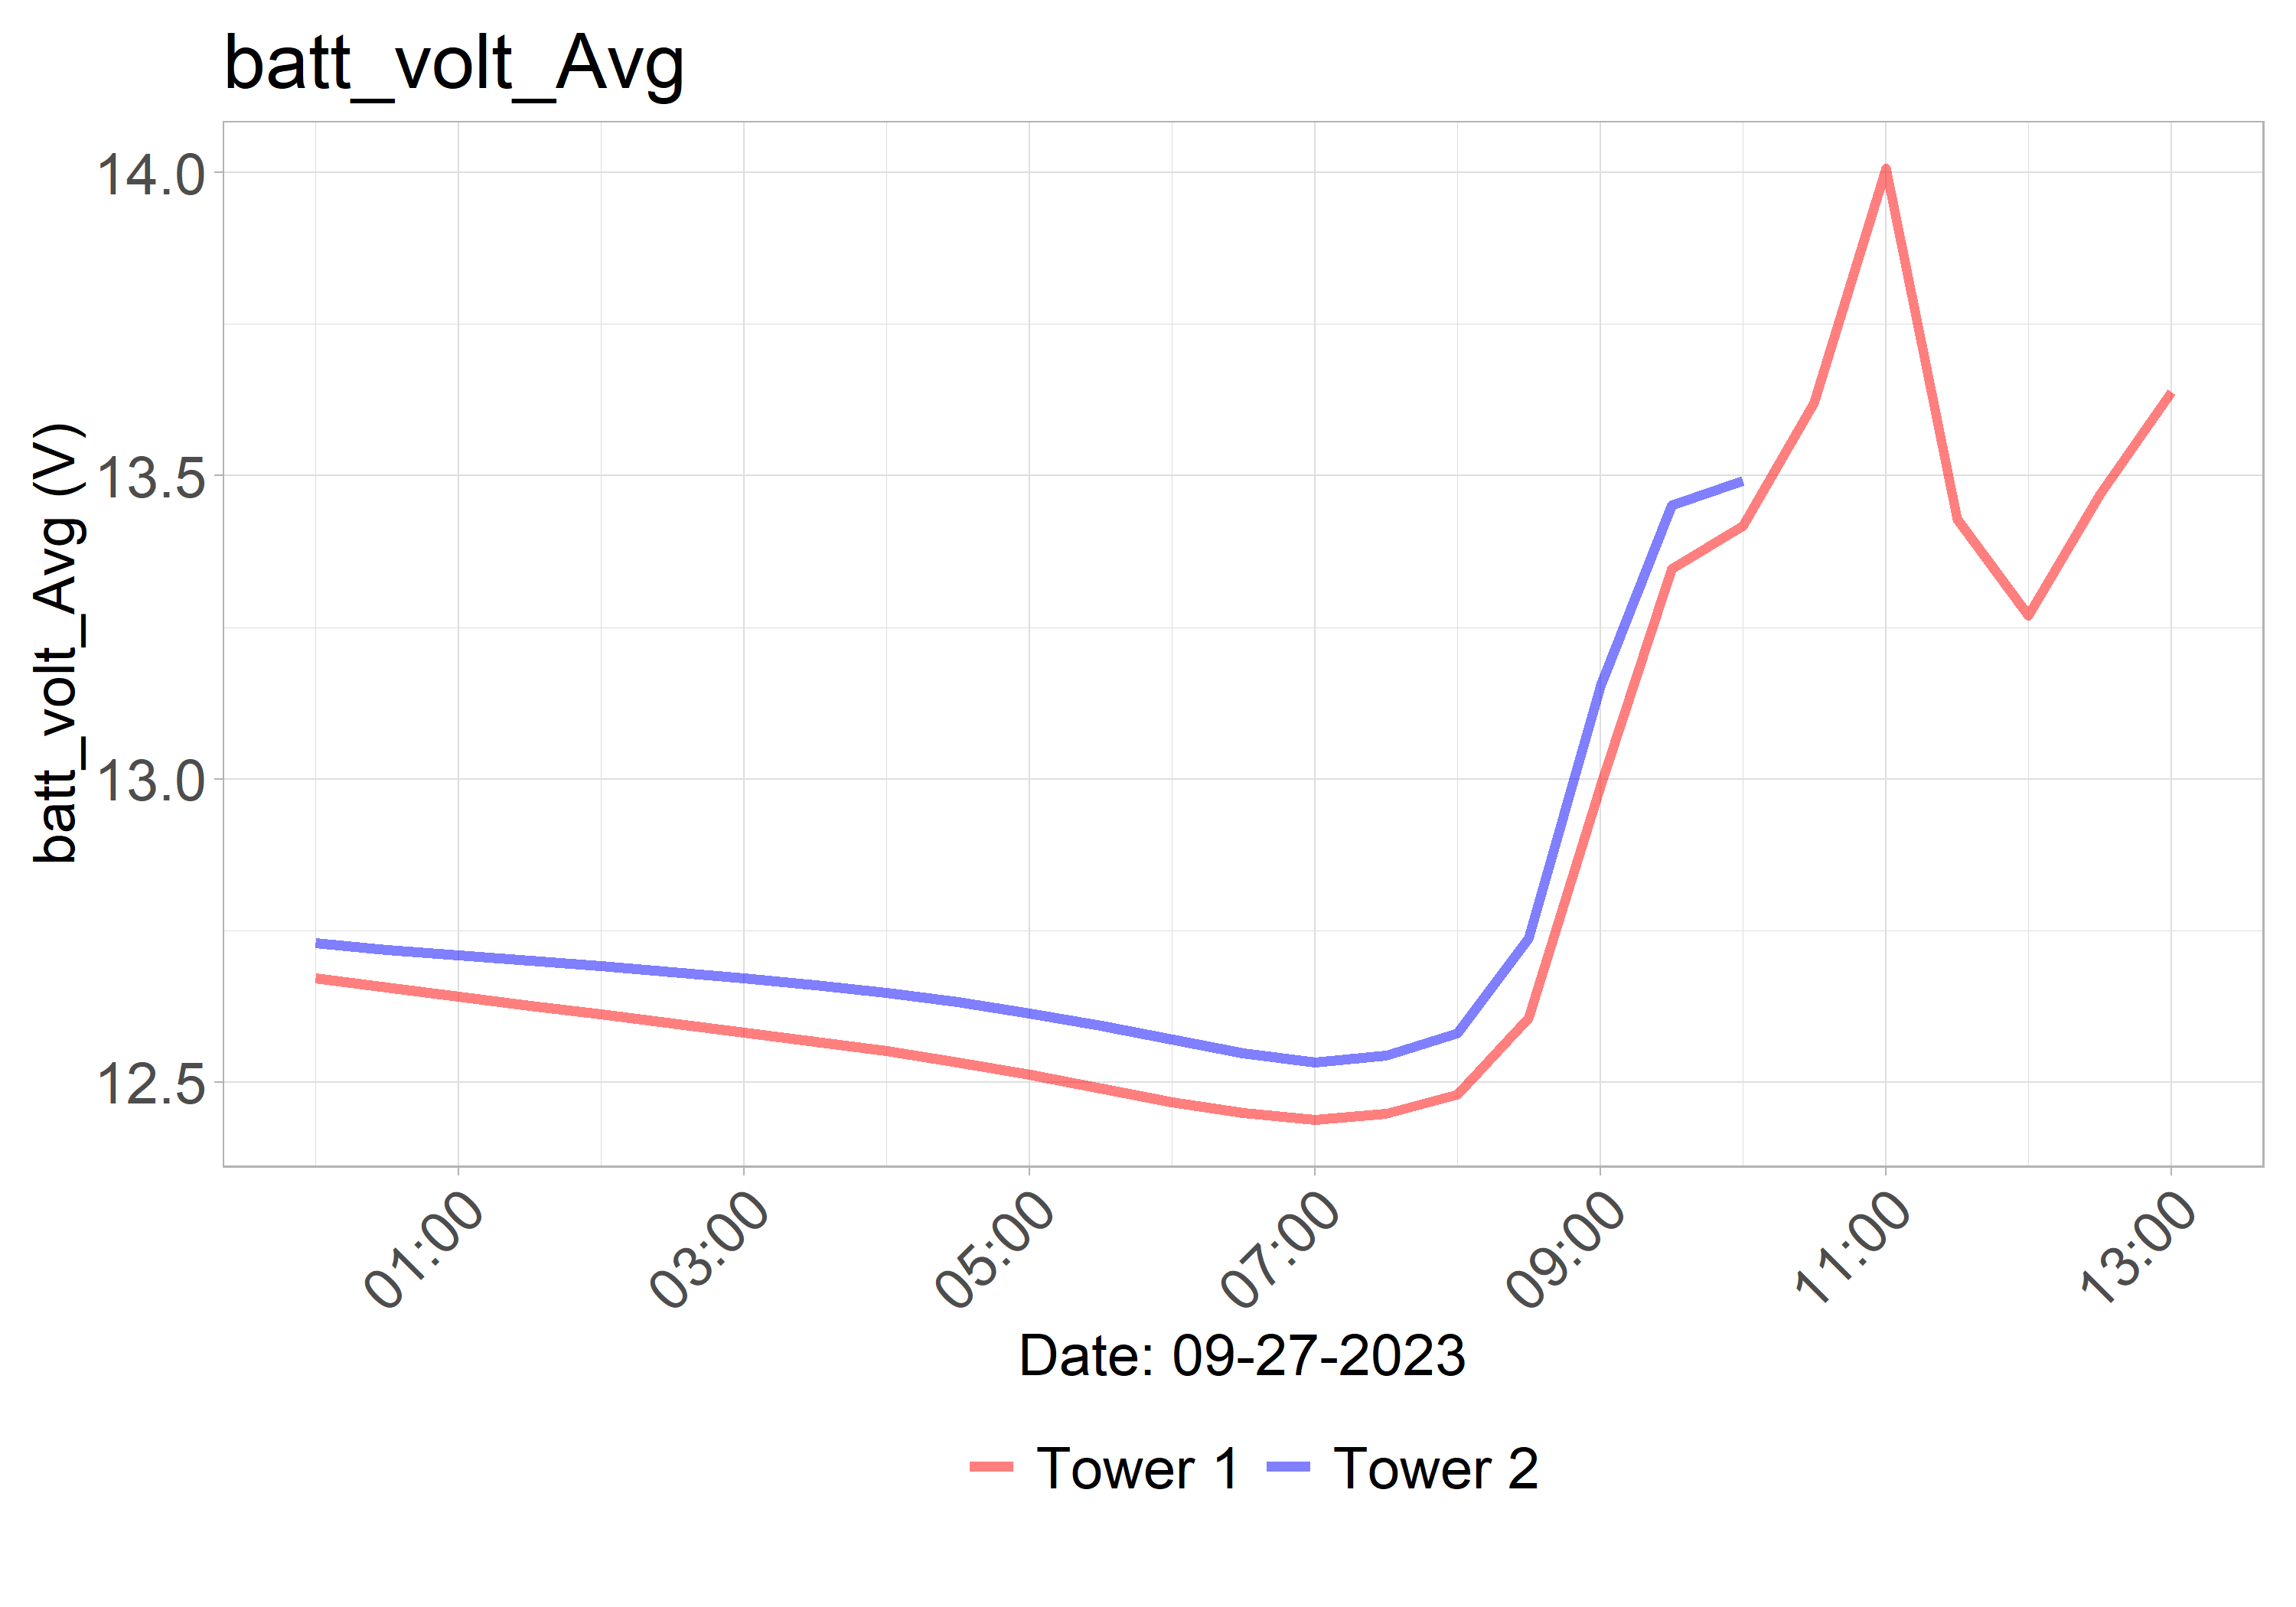 batt_volt_Avg
batt_volt_Avg (V)
14.0
13.5
13.0
12.5
01:00
03:00
05:00
07:00
09:00
11:00
13:00
Date: 09-27-2023
Tower 1
Tower 2